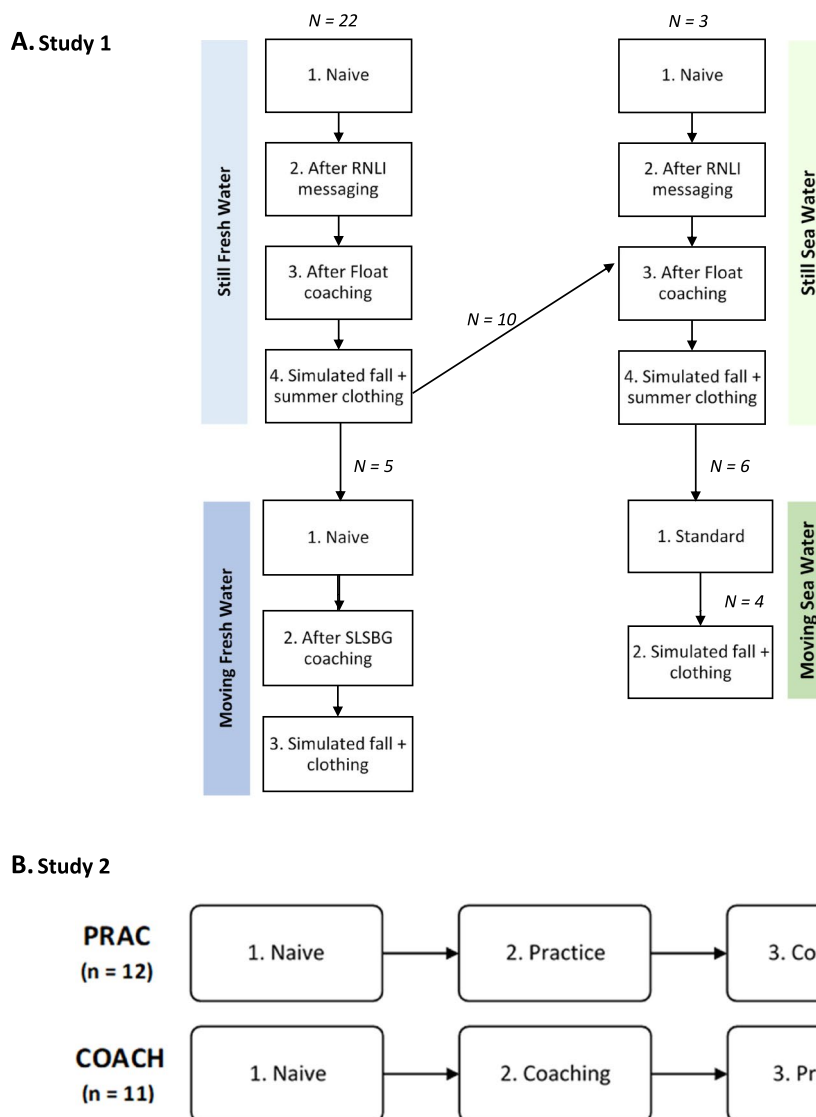 A. Study 1
N = 22
N = 3
Still Fresh Water
1. Naive
2. After RNLI
messaging
3. After Float
coaching
4. Simulated fall +
summer clothing
N = 10
1. Naive
2. After RNLI
messaging
3. After Float
coaching
4. Simulated fall +
summer clothing
Still Sea Water
N = 5
N = 6
Moving Fresh Water
1. Naive
2. After SLSBG
coaching
3. Simulated fall +
clothing
1. Standard
N = 4
2. Simulated fall +
clothing
Moving Sea Water
B. Study 2
PRAC
(n = 12)
1. Naive
2. Practice
3. Co
COACH
(n = 11)
1. Naive
2. Coaching
3. Pr